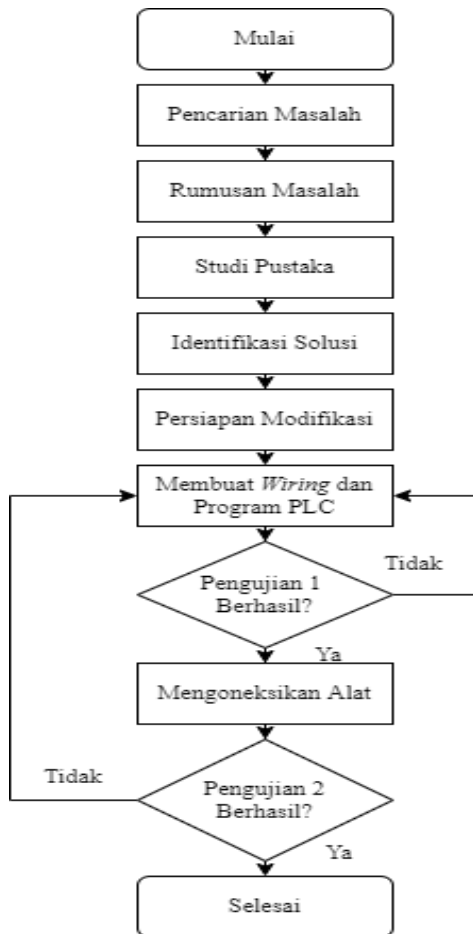 Mulai
Pencarian Masalah
Rumusan Masalah
Studi Pustaka
Identifikasi Solusi
Persiapan Modifikasi
Membuat Wiring dan
Program PLC
Pengujian 1
Berhasil?
Tidak
Ya
Mengoneksikan Alat
Pengujian 2
Berhasil?
Tidak
Ya
Selesai